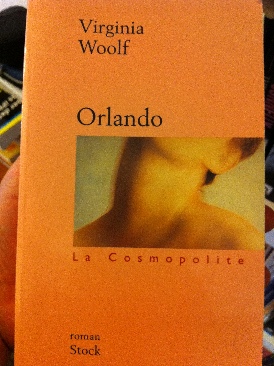 Virginia
Woolf
Orlando
La Cosmopolite
roman
Stock